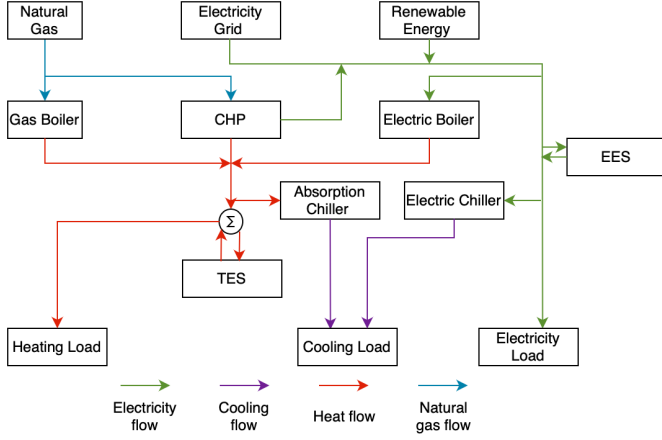 Natural
Gas
Electricity
Grid
Renewable
Energy
Gas Boiler
CHP
Electric Boiler
EES
Absorption
Chiller
Electric Chiller
Σ
TES
Heating Load
Cooling Load
Electricity
Load
Electricity
flow
Cooling
flow
Heat flow
Natural
gas flow